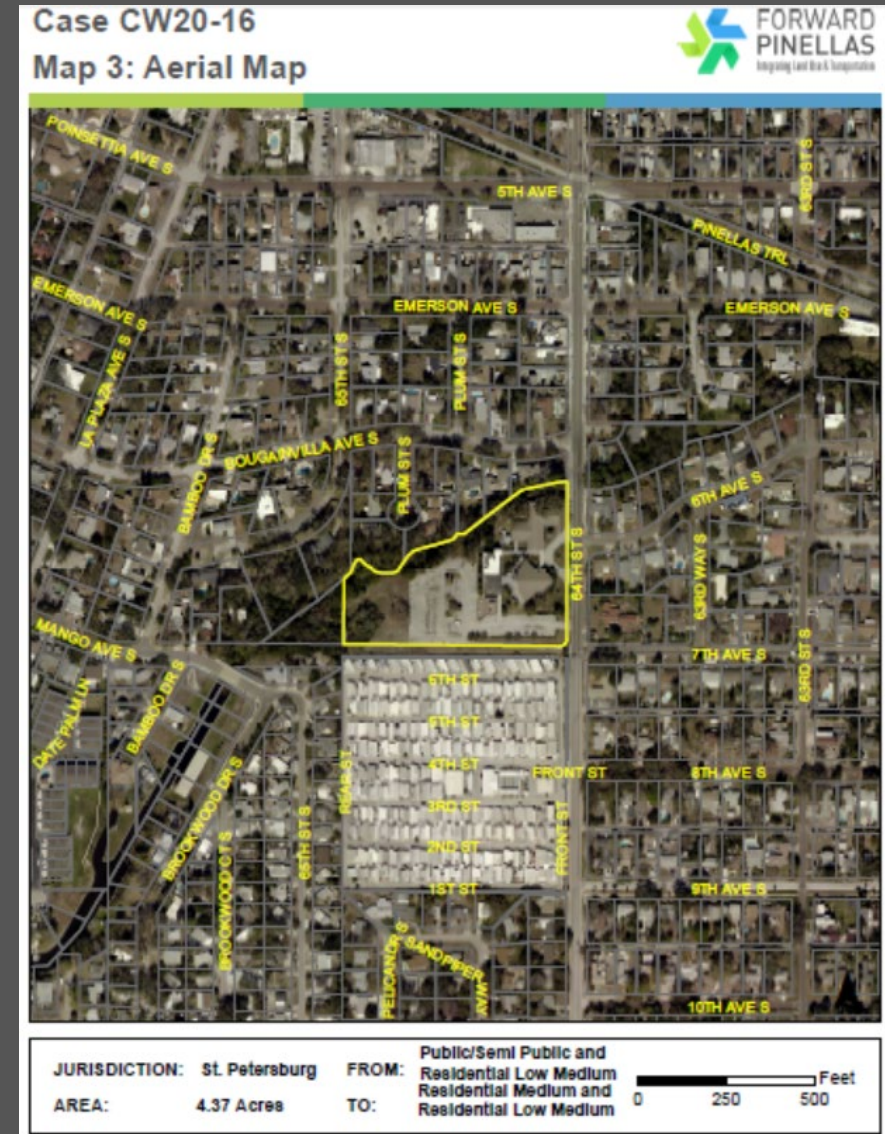 Case CW20-16
Map 3: Aerial Map
FORWARD
PINELLAS
Integrating Land Use & Transportation
POINSETTIA AVE S
5TH AVE S
63RD ST S
PINELLAS TRL
EMERSON AVE S
EMERSON AVE S
EMERSON AVE S
LA PLAZA AVE S
65TH ST S
PLUM ST S
BOUGAINVILLA AVE S
BAMBOO DR S
PLUM ST S
6TH AVE S
64TH ST S
63RD WAY S
MANGO AVE S
7TH AVE S
63RD ST S
BAMBOO DR S
DATE PALM LN
6TH ST
5TH ST
REAR ST
4TH ST
FRONT ST
8TH AVE S
BROOKWOOD DR S
3RD ST
FRONT ST
2ND ST
65TH ST S
BROOKWOOD CT S
1ST ST
9TH AVE S
PELICAN DR S
SANDPIPER WAY
10TH AVE S
JURISDICTION: St. Petersburg
FROM: Public/Semi Public and
Residential Low Medium
AREA: 4.37 Acres
TO: Residential Medium and
Residential Low Medium
Feet
0 250 500